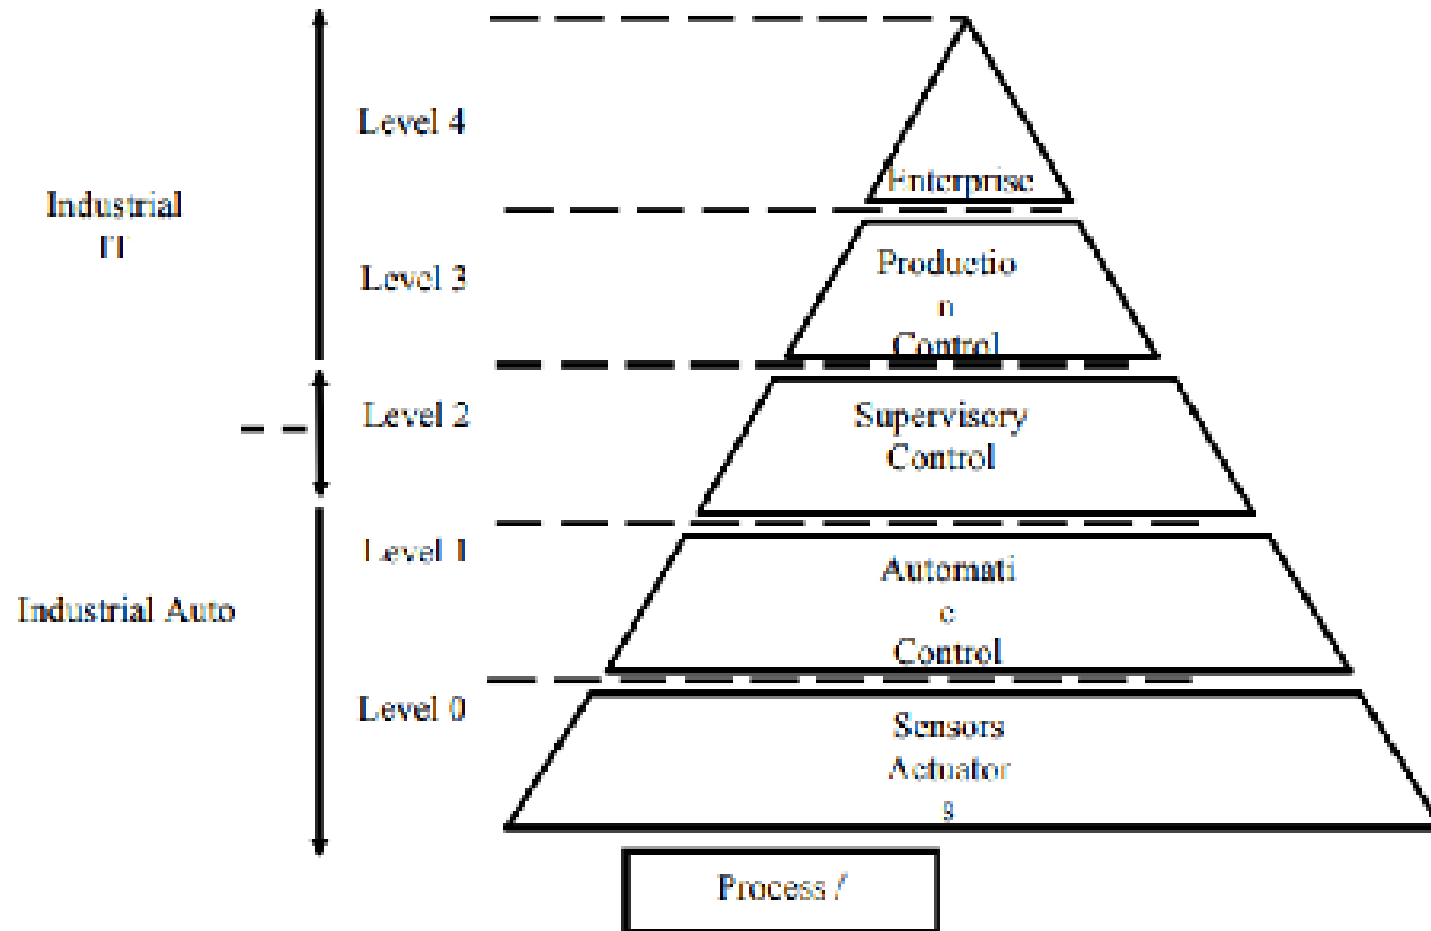 Level 4
Enterprise
Industrial
IT
Level 3
Productio
n
Control
Level 2
Supervisory
Control
Level 1
Automati
c
Control
Industrial Auto
Level 0
Sensors
Actuator
s
Process /